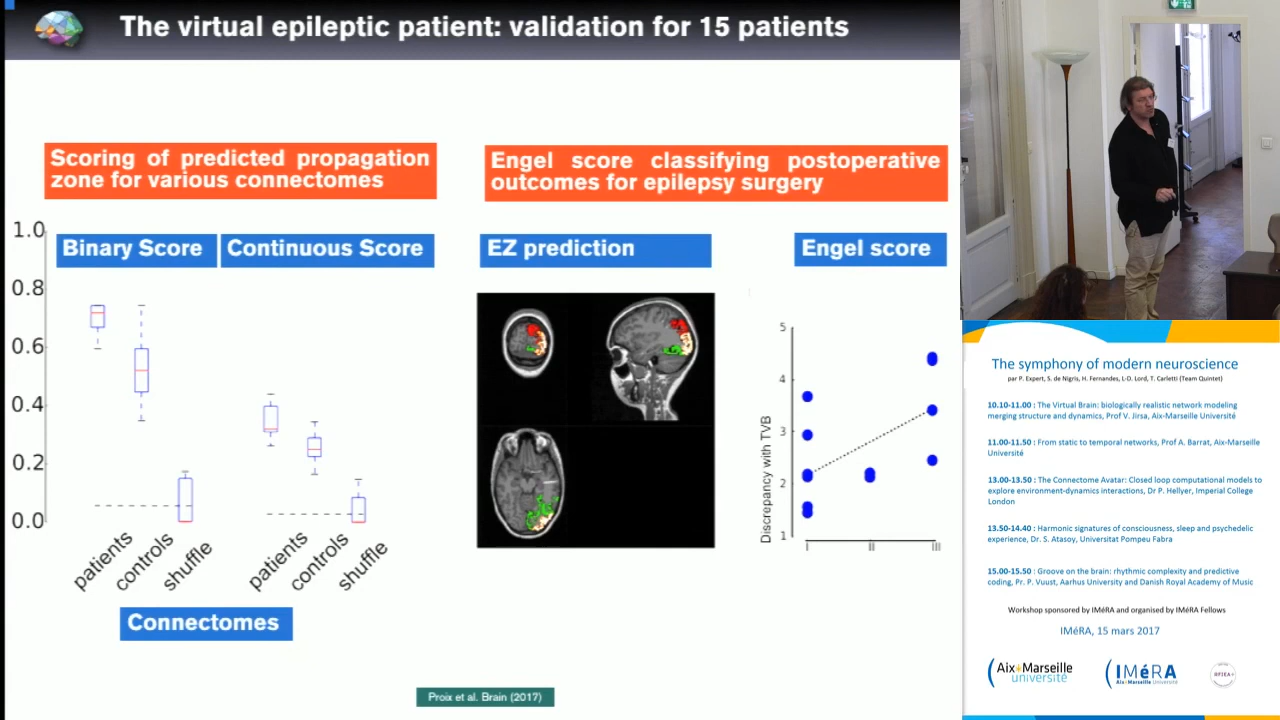 The virtual epileptic patient: validation for 15 patients
Scoring of predicted propagation
zone for various connectomes
Engel score classifying postoperative
outcomes for epilepsy surgery
Binary Score
Continuous Score
EZ prediction
Engel score
1.0
0.8
0.6
0.4
0.2
0.0
patients
controls
shuffle
patients
controls
shuffle
Connectomes
Discrepancy with TVB
5
4
3
2
1
I
II
III
Proix et al. Brain (2017)
The symphony of modern neuroscience
par P. Expert, S. de Nigris, H. Fernandes, L-D. Lord, T. Carletti (Team Quintet)
10.10-11.00 : The Virtual Brain: biologically realistic network modeling
merging structure and dynamics, Prof V. Jirsa, Aix-Marseille Université
11.00-11.50 : From static to temporal networks, Prof A. Barrat, Aix-Marseille
Université
13.00-13.50 : The Connectome Avatar: Closed loop computational models to
explore environment-dynamics interactions, Dr P. Hellyer, Imperial College
London
13.50-14.40 : Harmonic signatures of consciousness, sleep and psychedelic
experience, Dr. S. Atasoy, Universitat Pompeu Fabra
15.00-15.50 : Groove on the brain: rhythmic complexity and predictive
coding, Pr. P. Vuust, Aarhus University and Danish Royal Academy of Music
Workshop sponsored by IMéRA and organised by IMéRA Fellows
IMéRA, 15 mars 2017
Aix Marseille
université
IMéRA
Aix-Marseille Université
RFIEA+